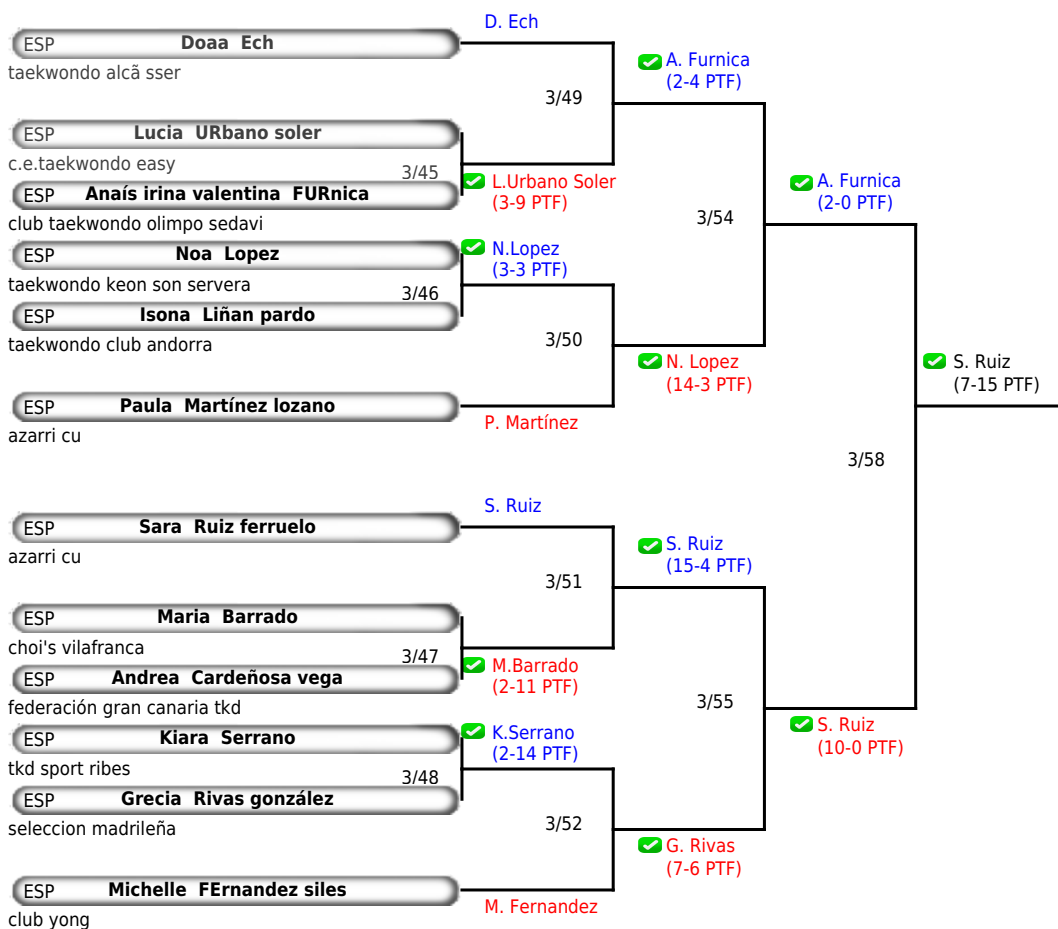 D. Ech
ESP Doaa Ech
taekwondo alcã sser
3/49
A. Furnica
(2-4 PTF)
ESP Lucia URbano soler
c.e.taekwondo easy
3/45
L.Urbano Soler
(3-9 PTF)
ESP Anaís irina valentina FURnica
club taekwondo olimpo sedavi
3/54
A. Furnica
(2-0 PTF)
ESP Noa Lopez
taekwondo keon son servera
3/46
N.Lopez
(3-3 PTF)
ESP Isona Liñan pardo
taekwondo club andorra
3/50
N. Lopez
(14-3 PTF)
ESP Paula Martínez lozano
azarri cu
P. Martínez
S. Ruiz
(7-15 PTF)
3/58
S. Ruiz
ESP Sara Ruiz ferruelo
azarri cu
3/51
S. Ruiz
(15-4 PTF)
ESP Maria Barrado
choi's vilafranca
3/47
M.Barrado
(2-11 PTF)
ESP Andrea Cardeñosa vega
federación gran canaria tkd
3/55
S. Ruiz
(10-0 PTF)
ESP Kiara Serrano
tkd sport ribes
3/48
K.Serrano
(2-14 PTF)
ESP Grecia Rivas gonzález
seleccion madrileña
3/52
G. Rivas
(7-6 PTF)
ESP Michelle FErnandez siles
club yong
M. Fernandez